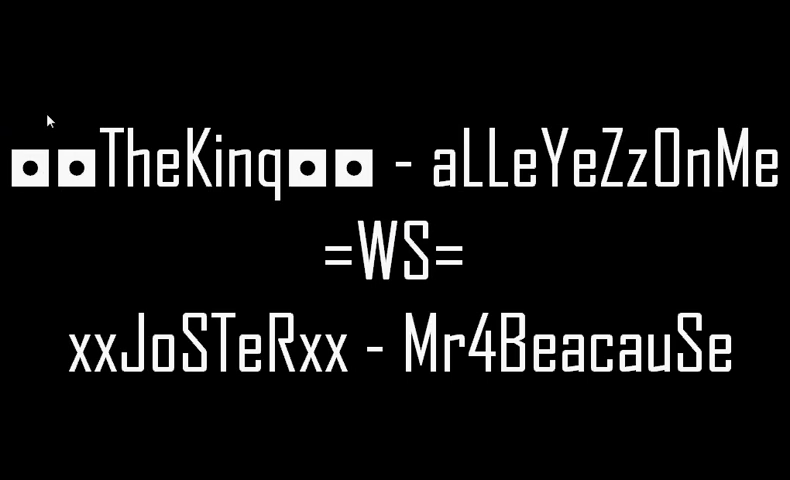 ◘◘TheKinq◘◘ - aLLeYeZzOnMe
=WS=
xxJoSTeRxx - Mr4BeacauSe